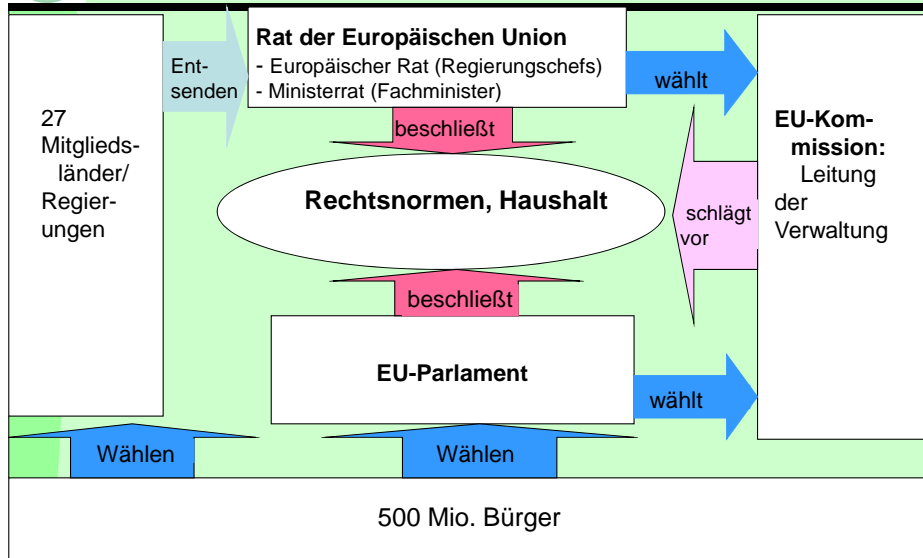 27
Mitglieds-
länder/
Regier-
ungen
Ent-
senden
Rat der Europäischen Union
- Europäischer Rat (Regierungschefs)
- Ministerrat (Fachminister)
wählt
EU-Kom-
mission:
Leitung
der
Verwaltung
beschließt
Rechtsnormen, Haushalt
schlägt
vor
beschließt
EU-Parlament
wählt
Wählen
Wählen
500 Mio. Bürger